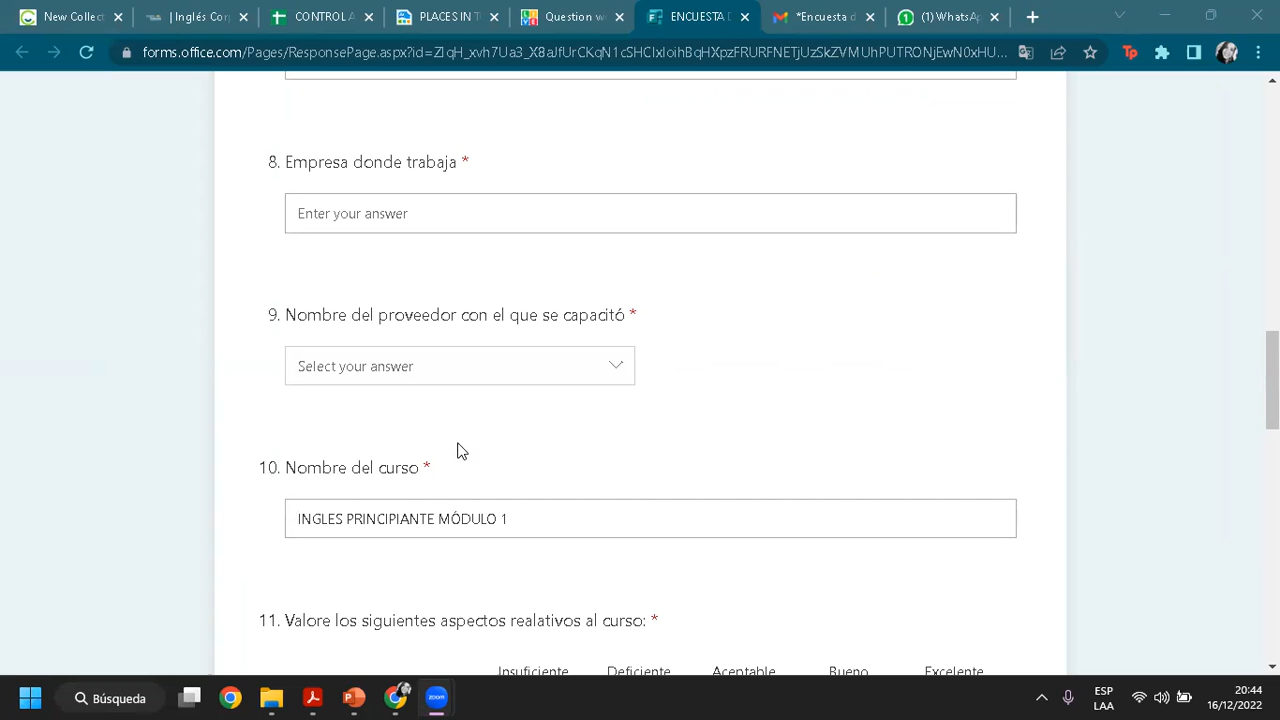 New Collect
Inglés Cor
CONTROL A
PLACES IN T
Question w
ENCUESTA D
*Encuesta d
(1) WhatsA
forms.office.com/Pages/ResponsePage.aspx?id=ZIqH_xvh7Ua3_X8aJfUrCKqN1cSHCIxIoihBqHXpzFRURFNETjUzSkZVMUhPUTRONjEwN0xHU...
8. Empresa donde trabaja *
Enter your answer
9. Nombre del proveedor con el que se capacitó *
Select your answer
10. Nombre del curso *
INGLES PRINCIPIANTE MÓDULO 1
11. Valore los siguientes aspectos realativos al curso: *
Insuficiente Deficiente Aceptable Bueno Excelente
Búsqueda
zoom
ESP
LAA
20:44
16/12/2022